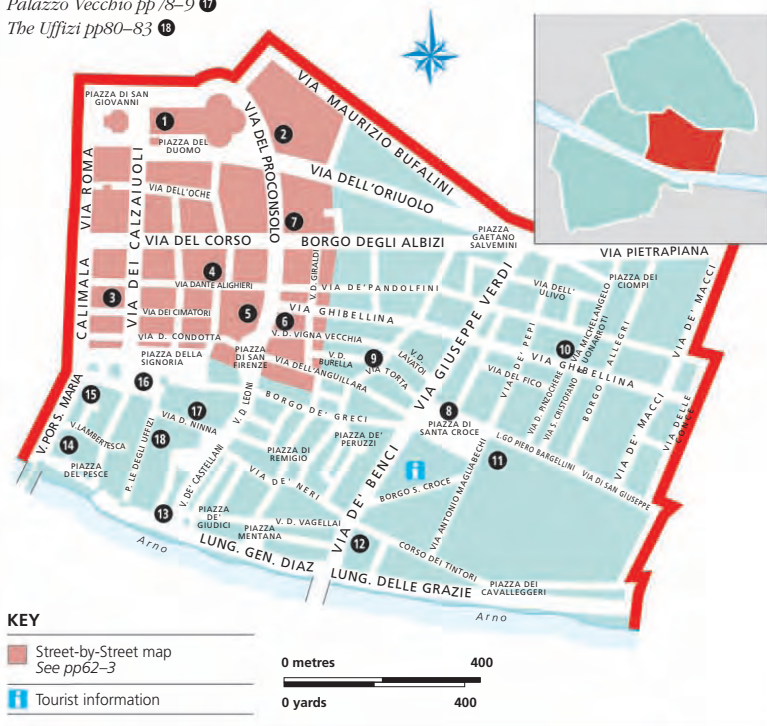 Palazzo Vecchio pp78–9 17
The Uffizi pp80–83 18
PIAZZA DI SAN
GIOVANNI
1
PIAZZA DEL
DUOMO
2
VIA MAURIZIO BUFALINI
VIA DEL PROCONSOLO
VIA DELL'ORIUOLO
VIA ROMA
VIA DEI CALZAIUOLI
VIA DELL'OCHE
7
PIAZZA
GAETANO
SALVEMINI
VIA DEL CORSO
BORGO DEGLI ALBIZI
VIA PIETRAPIANA
4
V. D. GIRALDI
VIA DANTE ALIGHIERI
VIA DE'PANDOLFINI
VIA DELL'
ULIVO
PIAZZA DEI
CIOMPI
3
CALIMALA
VIA DEI CIMATORI
5
6
VIA GHIBELLINA
VIA GIUSEPPE VERDI
VIA DE' PEPI
VIA MICHELANGELO
BUONARROTI
BORGO ALLEGRI
VIA DE' MACCI
VIA D. CONDOTTA
V. D. VIGNA VECCHIA
10
VIA GHIBELLINA
PIAZZA DELLA
SIGNORIA
PIAZZA
DI SAN
FIRENZE
V. D.
BURELLA
9
V. D.
LAVATOI
VIA TORTA
VIA DELL'ANGUILLARA
VIA DEL FICO
VIA D. PINZOCHERE
VIA S. CRISTOFANO
16
15
V. POR S. MARIA
17
VIA D. NINNA
V. D. LEONI
BORGO DE' GRECI
8
PIAZZA DI
SANTA CROCE
VIA DE' MACCI
VIA DELLE
CONCE
14
V.LAMBERTESCA
18
P. LE DEGLI UFFIZI
PIAZZA
DEL PESCE
PIAZZA DE'
PERUZZI
PIAZZA DI
REMIGIO
L.GO PIERO BARGELLINI
11
VIA DI SAN GIUSEPPE
VIA DE' NERI
V. DE' CASTELLANI
VIA DE' BENCI
i
BORGO S. CROCE
VIA ANTONIO MAGLIABECHI
13
PIAZZA
DE'
GIUDICI
PIAZZA
MENTANA
V. D. VAGELLAI
12
CORSO DEI TINTORI
Arno
LUNG. GEN. DIAZ
LUNG. DELLE GRAZIE
PIAZZA DEI
CAVALLEGGERI
Arno
KEY
Street-by-Street map
See pp62–3
i Tourist information
0 metres 400
0 yards 400